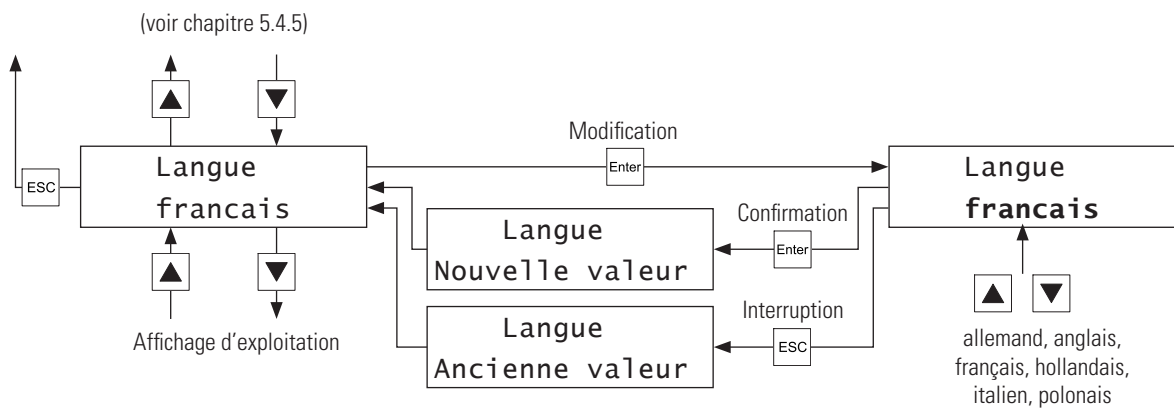 (voir chapitre 5.4.5)
Modification
Enter
ESC
Langue
francais
Langue
francais
Confirmation
Enter
Langue
Nouvelle valeur
Interruption
ESC
Langue
Ancienne valeur
Affichage d'exploitation
allemand, anglais,
français, hollandais,
italien, polonais